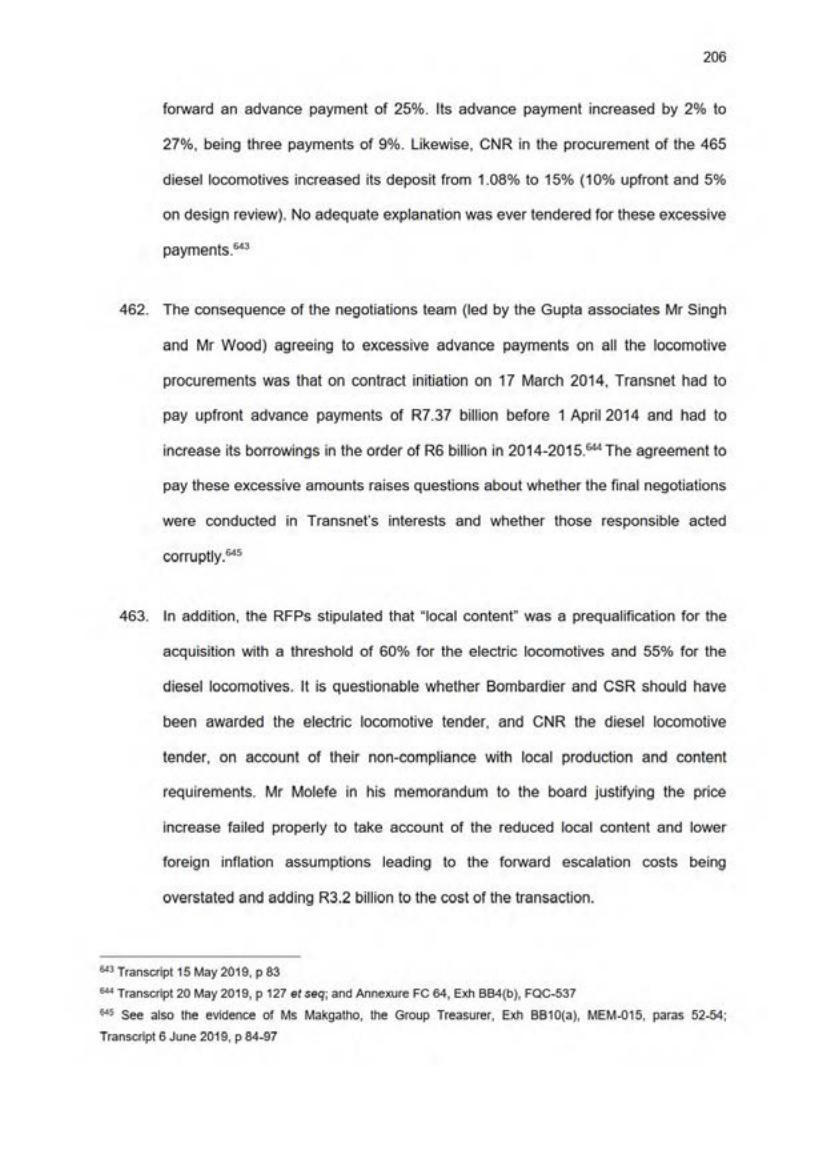 206
forward an advance payment of 25%. Its advance payment increased by 2% to
27%, being three payments of 9%. Likewise, CNR in the procurement of the 465
diesel locomotives increased its deposit from 1.08% to 15% (10% upfront and 5%
on design review). No adequate explanation was ever tendered for these excessive
payments.643
462. The consequence of the negotiations team (led by the Gupta associates Mr Singh
and Mr Wood) agreeing to excessive advance payments on all the locomotive
procurements was that on contract initiation on 17 March 2014, Transnet had to
pay upfront advance payments of R7.37 billion before 1 April 2014 and had to
increase its borrowings in the order of R6 billion in 2014-2015.644 The agreement to
pay these excessive amounts raises questions about whether the final negotiations
were conducted in Transnet's interests and whether those responsible acted
corruptly.645
463. In addition, the RFPs stipulated that "local content" was a prequalification for the
acquisition with a threshold of 60% for the electric locomotives and 55% for the
diesel locomotives. It is questionable whether Bombardier and CSR should have
been awarded the electric locomotive tender, and CNR the diesel locomotive
tender, on account of their non-compliance with local production and content
requirements. Mr Molefe in his memorandum to the board justifying the price
increase failed properly to take account of the reduced local content and lower
foreign inflation assumptions leading to the forward escalation costs being
overstated and adding R3.2 billion to the cost of the transaction.
643 Transcript 15 May 2019, p 83
644 Transcript 20 May 2019, p 127 et seq; and Annexure FC 64, Exh BB4(b), FQC-537
645 See also the evidence of Ms Makgatho, the Group Treasurer, Exh BB10(a), MEM-015, paras 52-54;
Transcript 6 June 2019, p 84-97